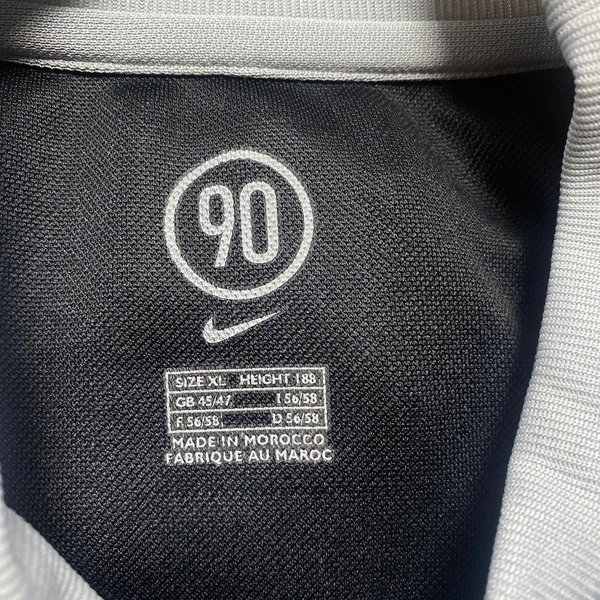 90
SIZE XL HEIGHT 188
GB 45/47 I 56/58
F 56/58 D 56/58
MADE IN MOROCCO
FABRIQUE AU MAROC